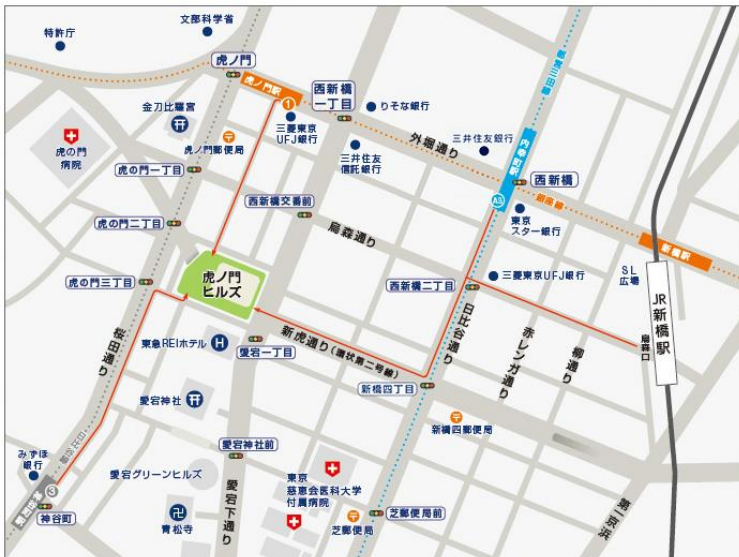 特許庁
文部科学省
虎ノ門
虎ノ門駅
1
西新橋
一丁目
りそな銀行
都営三田線
金刀比羅宮
三菱東京
UFJ銀行
虎ノ門郵便局
虎の門
病院
三井住友
信託銀行
外堀通り
三井住友銀行
内幸町駅
西新橋
虎の門一丁目
A3
銀座線
東京
スター銀行
新橋駅
西新橋交番前
烏森通り
虎の門二丁目
虎ノ門
ヒルズ
虎の門三丁目
三菱東京UFJ銀行
西新橋二丁目
SL
広場
JR新橋駅
烏森口
桜田通り
東急REIホテル
愛宕一丁目
新虎通り(環状第二号線)
日比谷通り
赤レンガ通り
柳通り
新橋四丁目
愛宕神社
新橋四郵便局
愛宕神社前
みずほ
銀行
3
神谷町
愛宕グリーンヒルズ
青松寺
愛宕下通り
東京
慈恵会医科大学
付属病院
芝郵便局
芝郵便局前
第一京浜